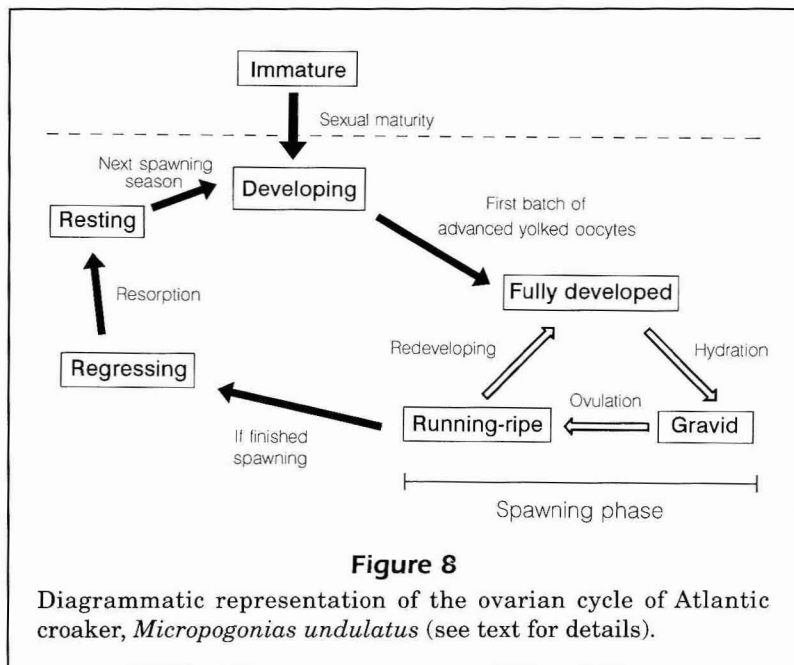 Immature
Sexual maturity
Next spawning
season
Developing
Resting
First batch of
advanced yolked oocytes
Fully developed
Resorption
Redeveloping
Hydration
Regressing
Ovulation
Running-ripe
Gravid
If finished
spawning
Spawning phase
Figure 8
Diagrammatic representation of the ovarian cycle of Atlantic
croaker, Micropogonias undulatus (see text for details).